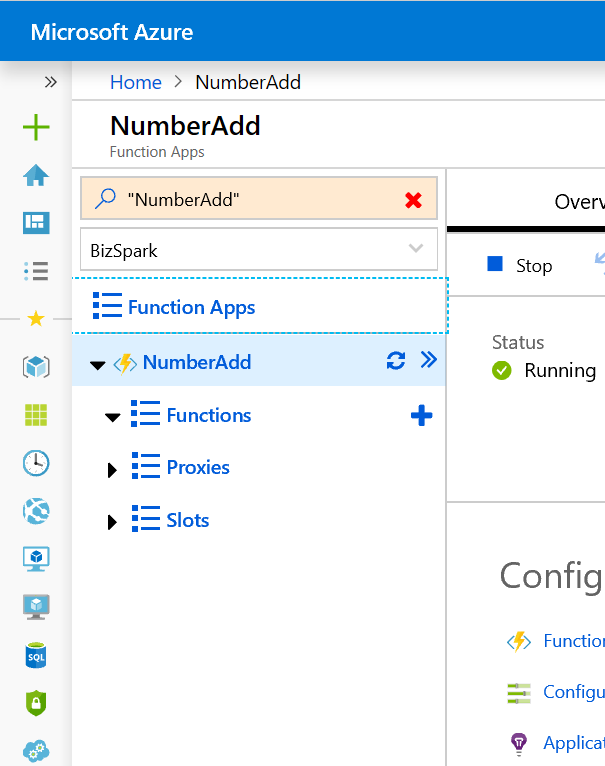 Microsoft Azure
Home > NumberAdd
NumberAdd
Function Apps
"NumberAdd"
BizSpark
Function Apps
NumberAdd
Functions
Proxies
Slots
Overv
Stop
Status
Running
Config
Function
Configu
Applicat
SQL